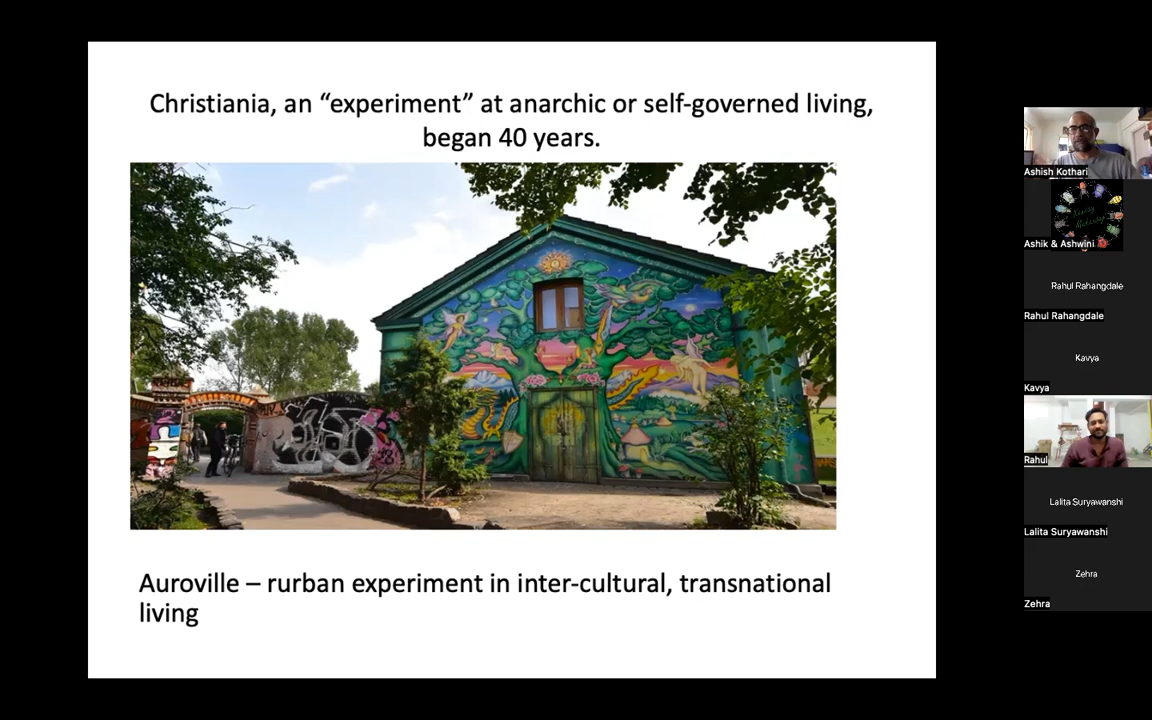 Christiania, an “experiment” at anarchic or self-governed living,
began 40 years.
Auroville – rurban experiment in inter-cultural, transnational
living
Ashish Kothari
Ashik & Ashwini
Rahul Rahangdale
Rahul Rahangdale
Kavya
Kavya
Rahul
Lalita Suryawanshi
Lalita Suryawanshi
Zehra
Zehra